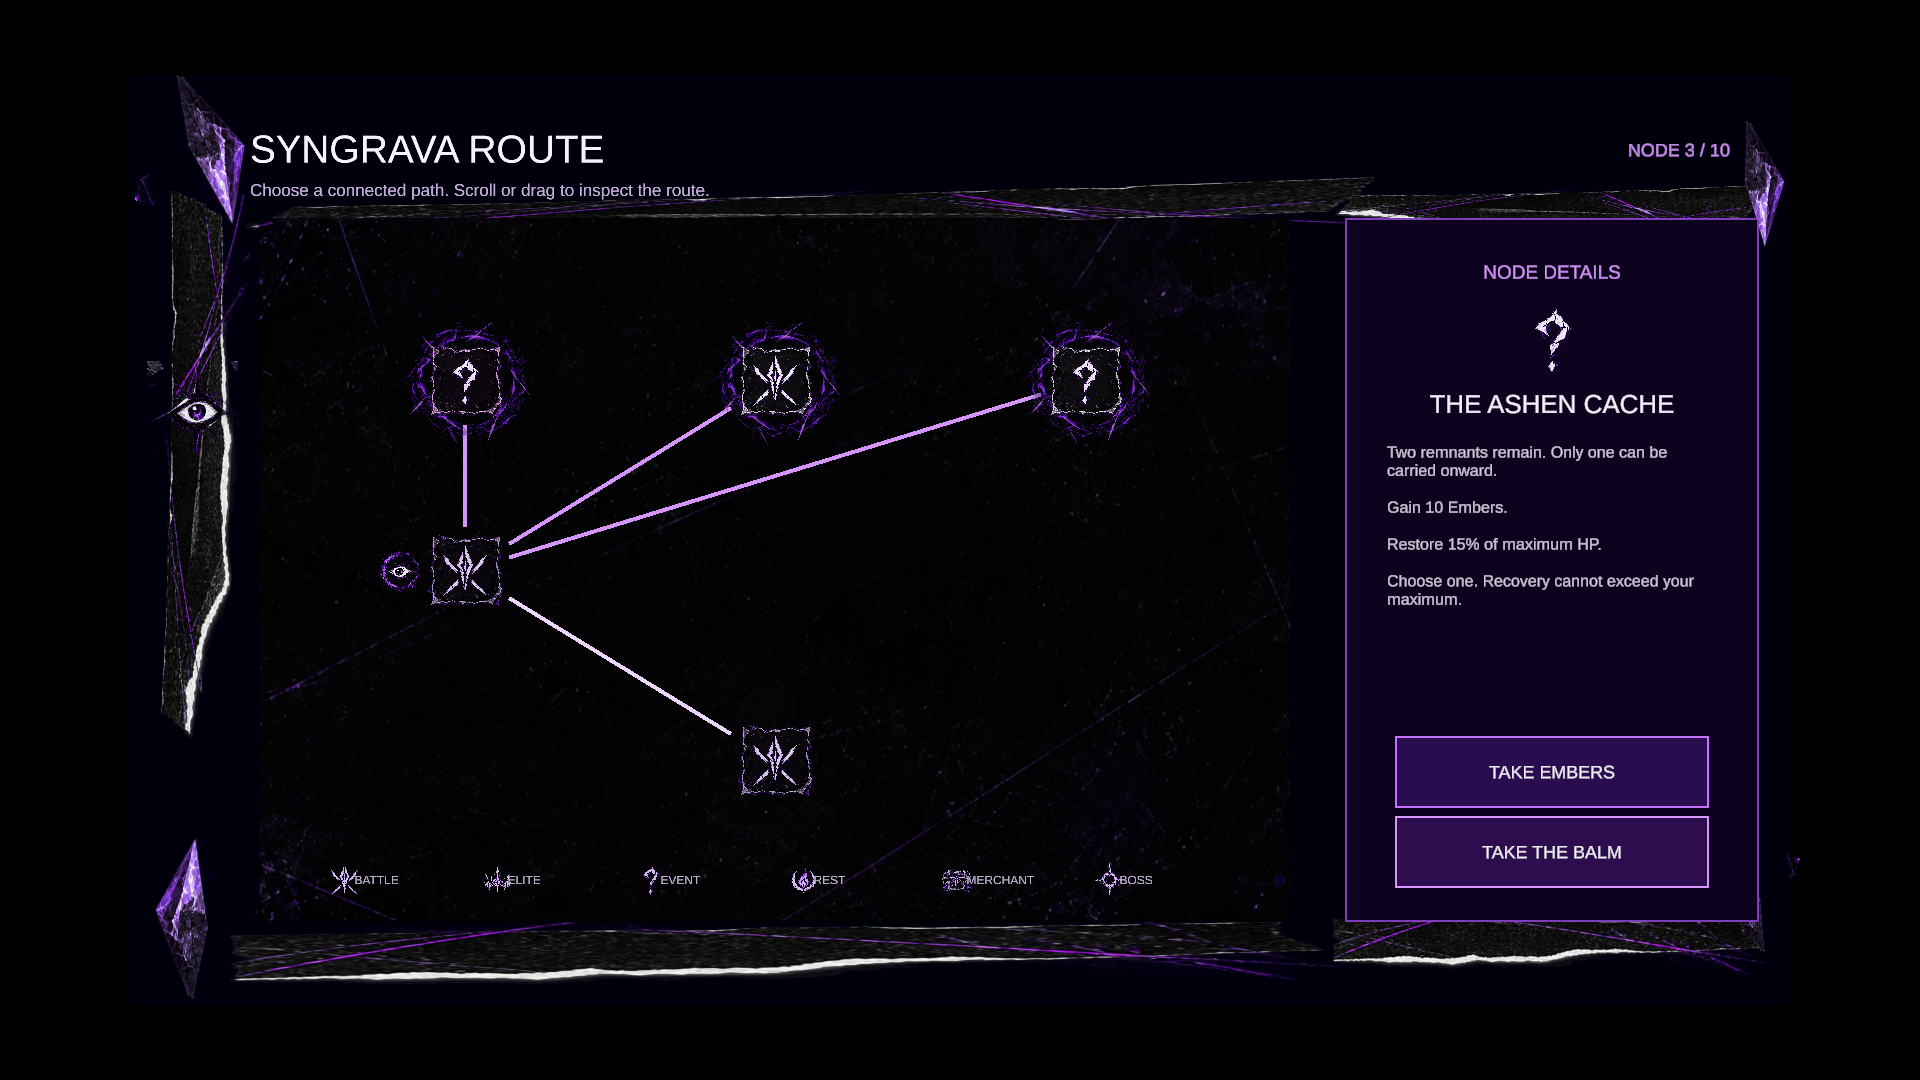 SYNGRAVA ROUTE
NODE 3 / 10
Choose a connected path. Scroll or drag to inspect the route.
NODE DETAILS
THE ASHEN CACHE
Two remnants remain. Only one can be
carried onward.
Gain 10 Embers.
Restore 15% of maximum HP.
Choose one. Recovery cannot exceed your
maximum.
TAKE EMBERS
TAKE THE BALM
BATTLE
ELITE
EVENT
REST
MERCHANT
BOSS